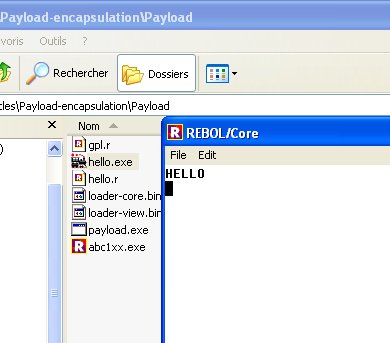 \Payload-encapsulation\Payload
voris Outils ?
Rechercher Dossiers
cles\Payload-encapsulation\Payload
Nom
gpl.r
hello.exe
hello.r
loader-core.bin
loader-view.bin
payload.exe
abc1xx.exe
REBOL/Core
File Edit
HELLO